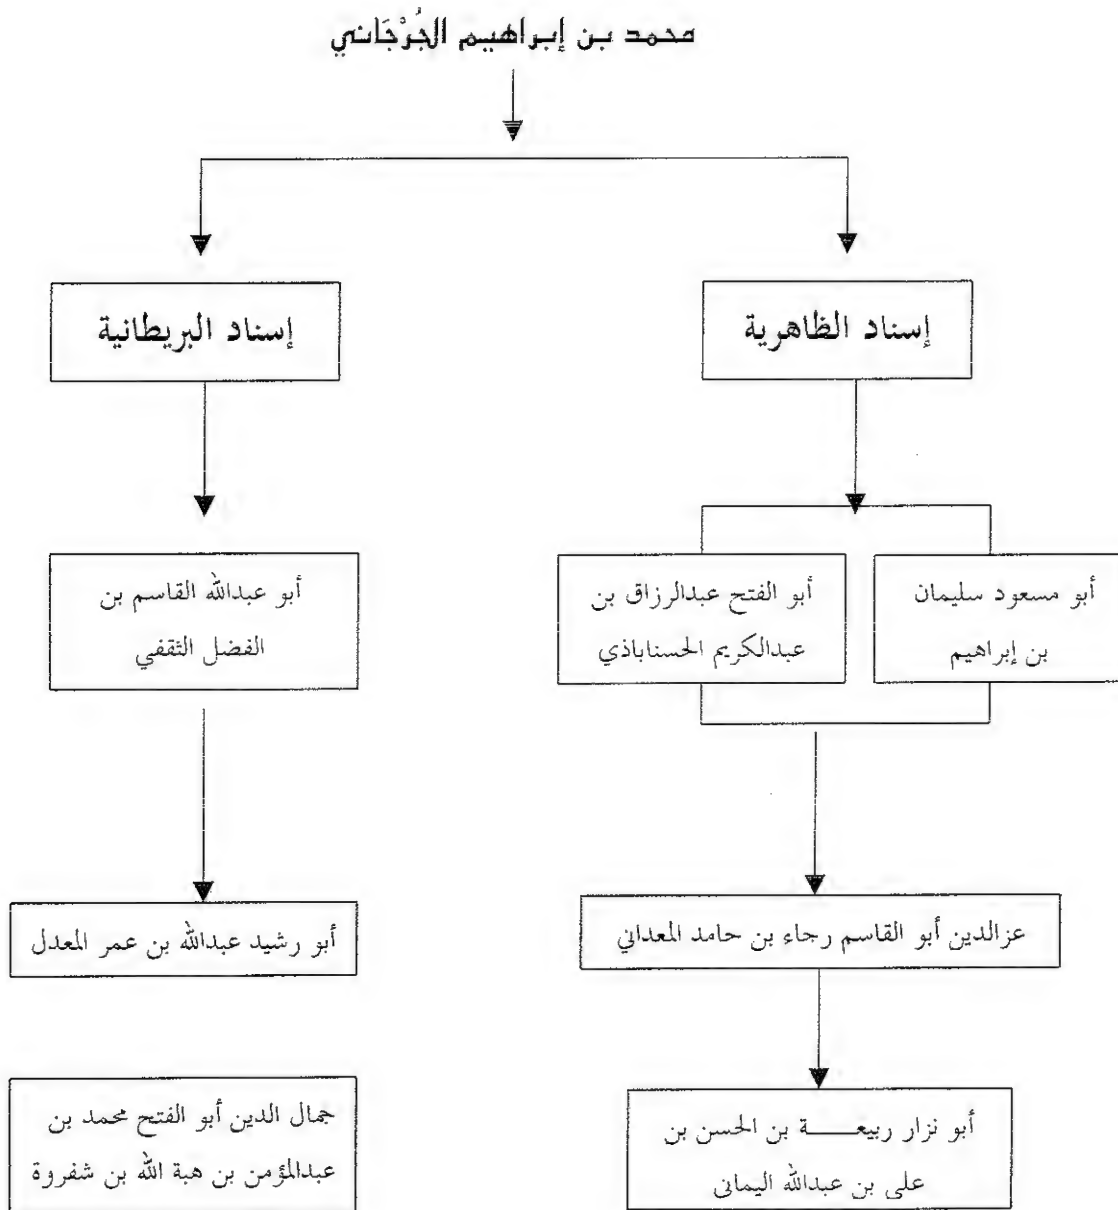 محمد بن إبراهيم الجُرْجَاني
إسناد الظاهرية
إسناد البريطانية
أبو مسعود سليمان
بن إبراهيم
أبو الفتح عبدالرزاق بن
عبدالكريم الحسناباذي
أبو عبدالله القاسم بن
الفضل الثقفي
عزالدين أبو القاسم رجاء بن حامد المعداني
أبو رشيد عبدالله بن عمر المعدل
أبو نزار ربيعـــــة بن الحسن بن
على بن عبدالله اليمانى
جمال الدين أبو الفتح محمد بن
عبدالمؤمن بن هبة الله بن شفروة